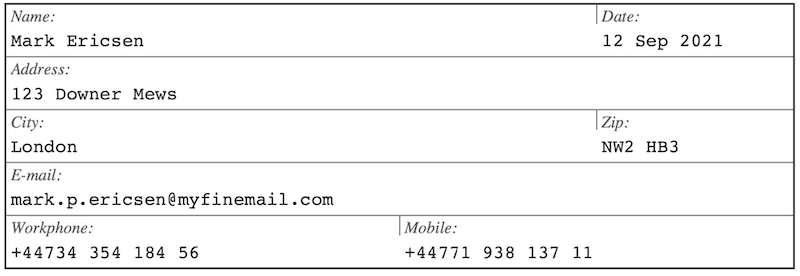 Name: Date:
Mark Ericsen 12 Sep 2021
Address:
123 Downer Mews
City: Zip:
London NW2 HB3
E-mail:
mark.p.ericsen@myfinemail.com
Workphone: Mobile:
+44734 354 184 56 +44771 938 137 11